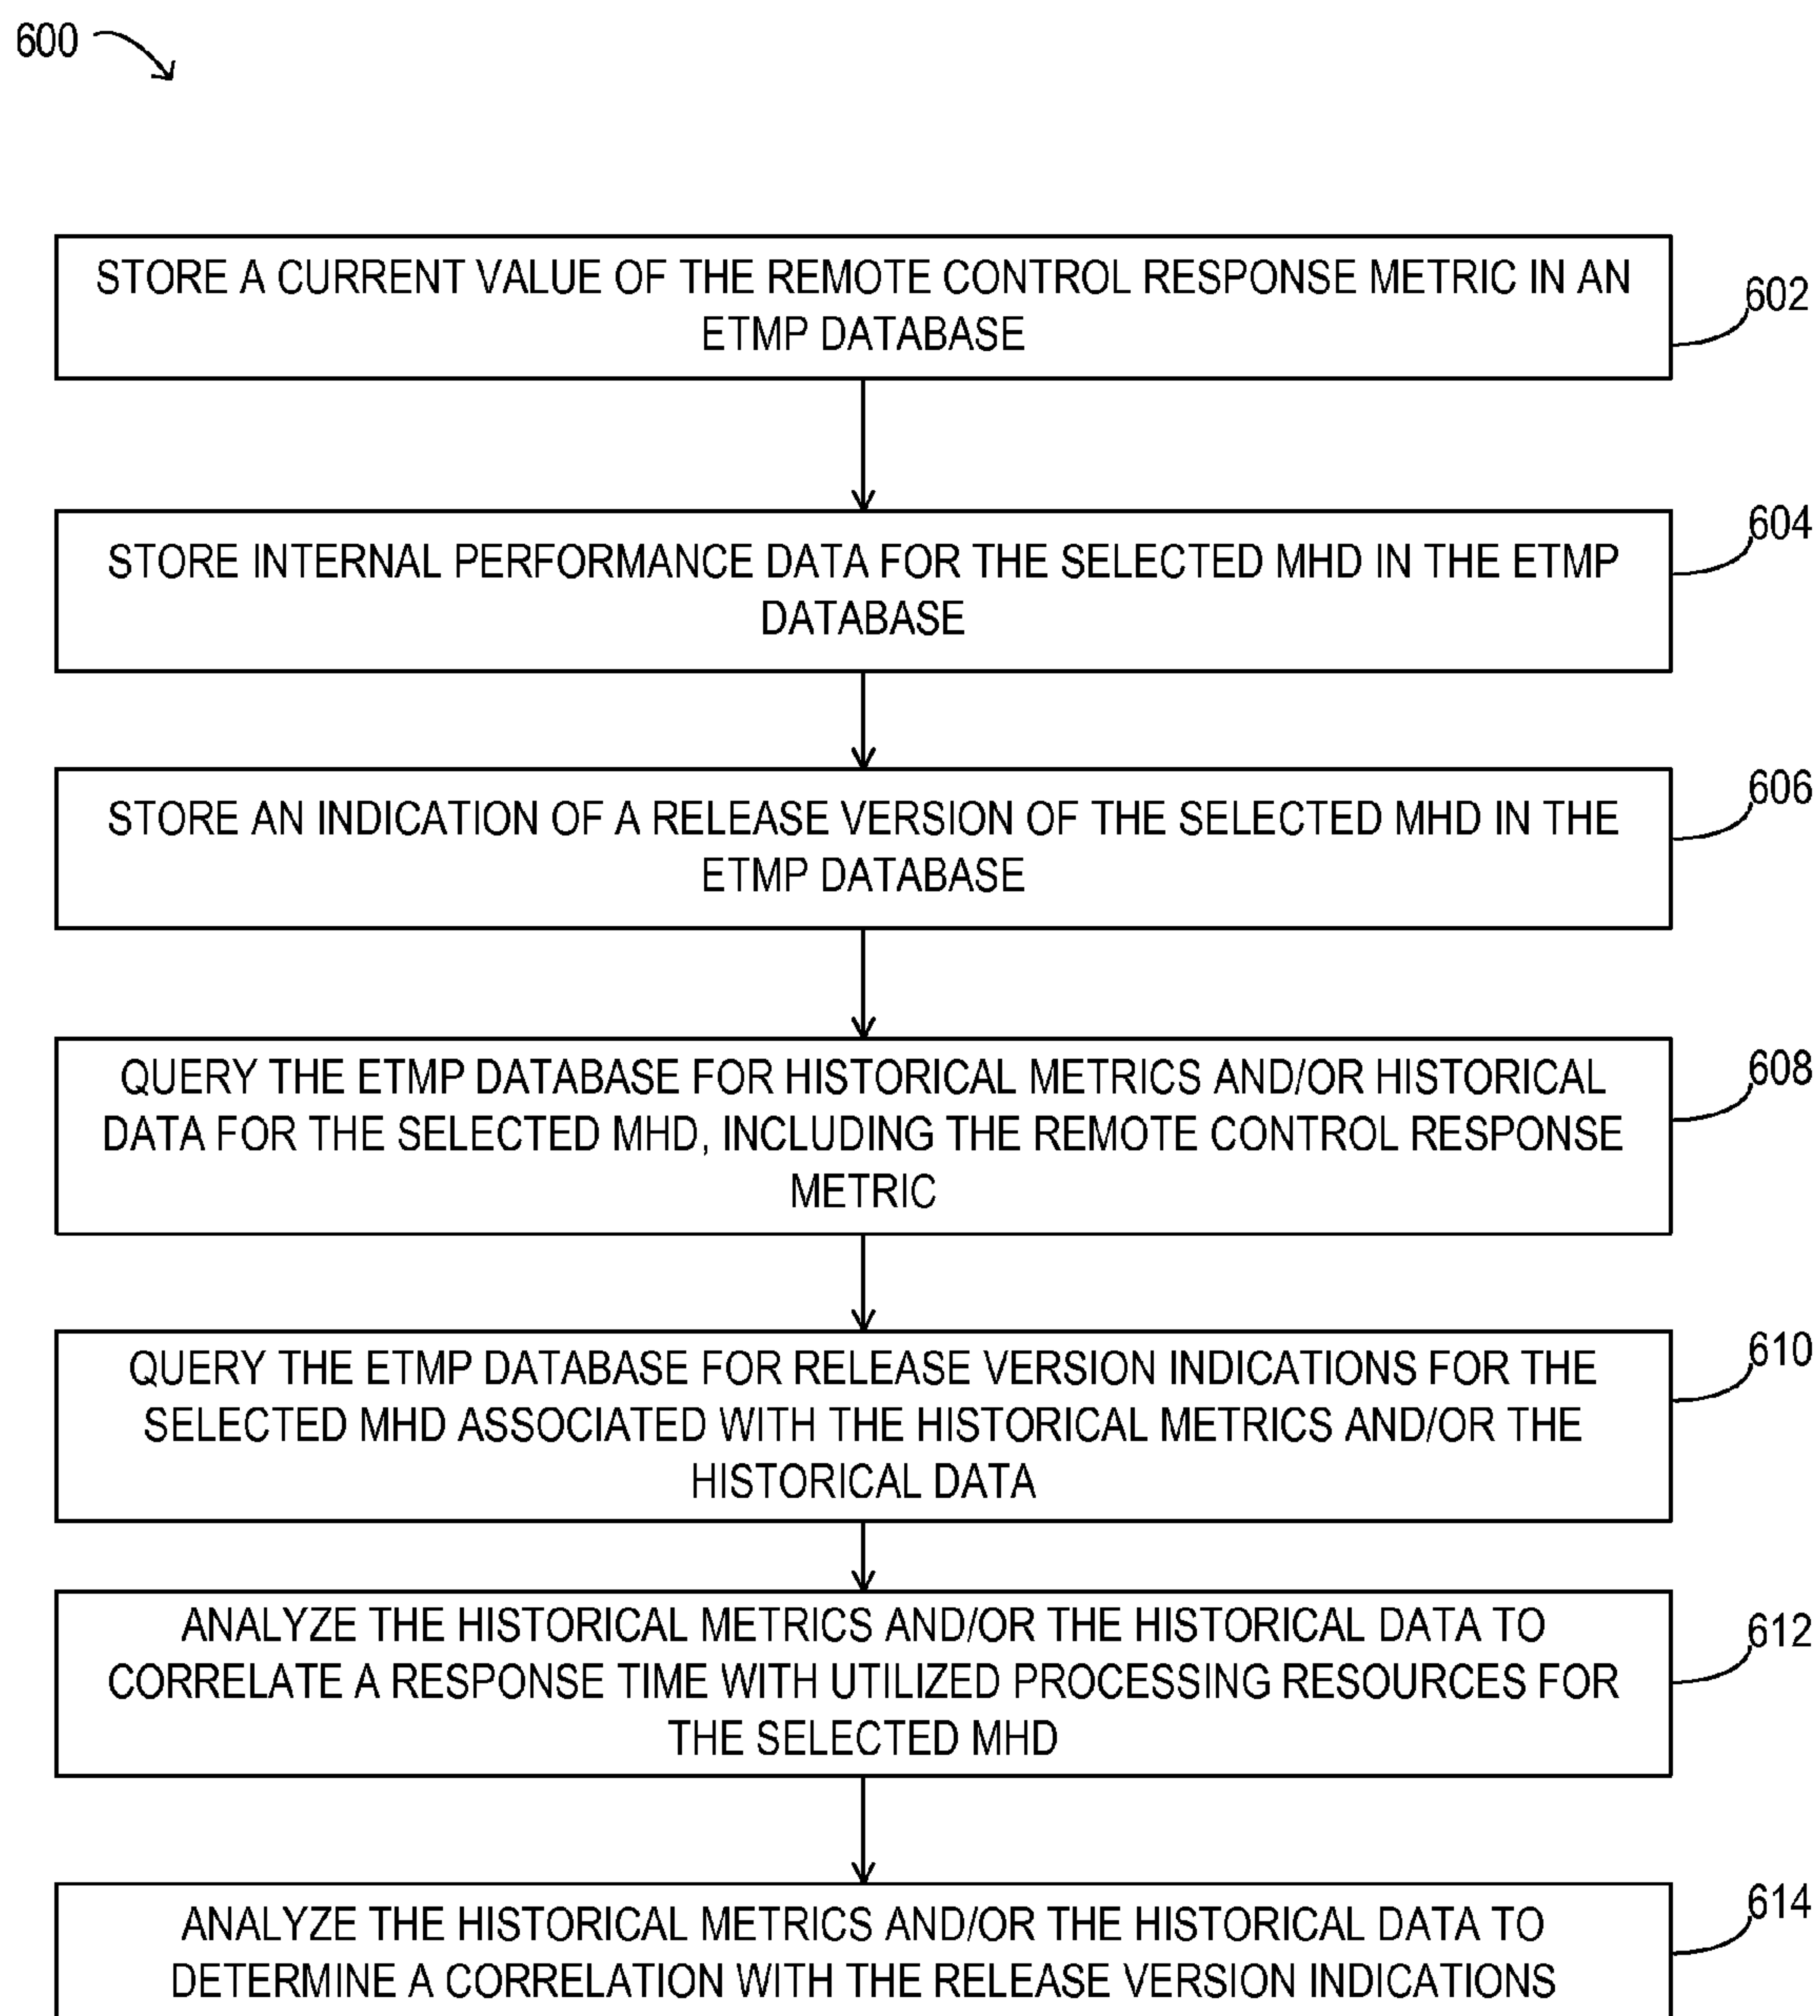 600
STORE A CURRENT VALUE OF THE REMOTE CONTROL RESPONSE METRIC IN AN
ETMP DATABASE
602
STORE INTERNAL PERFORMANCE DATA FOR THE SELECTED MHD IN THE ETMP
DATABASE
604
STORE AN INDICATION OF A RELEASE VERSION OF THE SELECTED MHD IN THE
ETMP DATABASE
606
QUERY THE ETMP DATABASE FOR HISTORICAL METRICS AND/OR HISTORICAL
DATA FOR THE SELECTED MHD, INCLUDING THE REMOTE CONTROL RESPONSE
METRIC
608
QUERY THE ETMP DATABASE FOR RELEASE VERSION INDICATIONS FOR THE
SELECTED MHD ASSOCIATED WITH THE HISTORICAL METRICS AND/OR THE
HISTORICAL DATA
610
ANALYZE THE HISTORICAL METRICS AND/OR THE HISTORICAL DATA TO
CORRELATE A RESPONSE TIME WITH UTILIZED PROCESSING RESOURCES FOR
THE SELECTED MHD
612
ANALYZE THE HISTORICAL METRICS AND/OR THE HISTORICAL DATA TO
DETERMINE A CORRELATION WITH THE RELEASE VERSION INDICATIONS
614